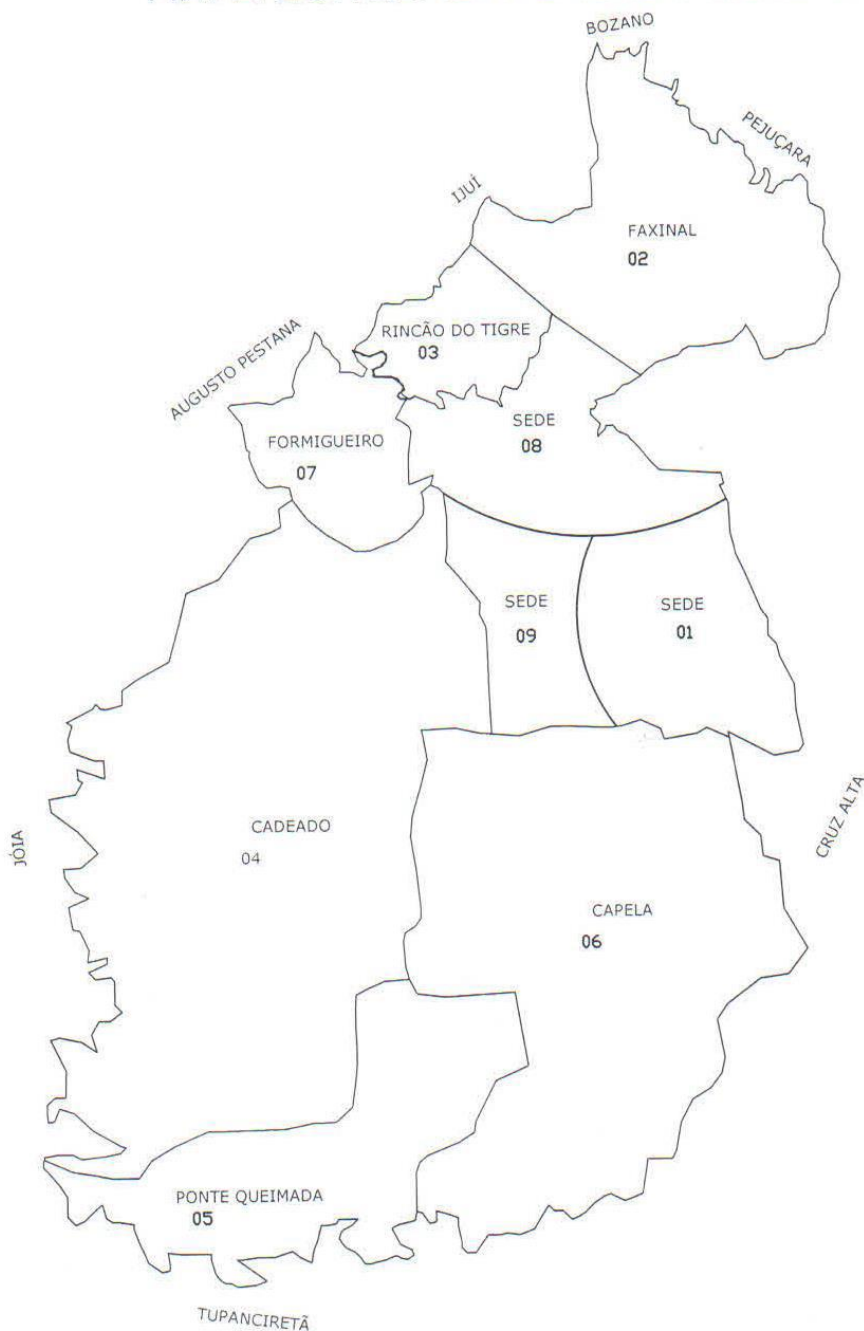 BOZANO
PEJUÇARA
IJUÍ
FAXINAL
02
RINCÃO DO TIGRE
03
AUGUSTO PESTANA
SEDE
08
FORMIGUEIRO
07
SEDE
09
SEDE
01
CRUZ ALTA
JÓIA
CADEADO
04
CAPELA
06
PONTE QUEIMADA
05
TUPANCIRETÃ